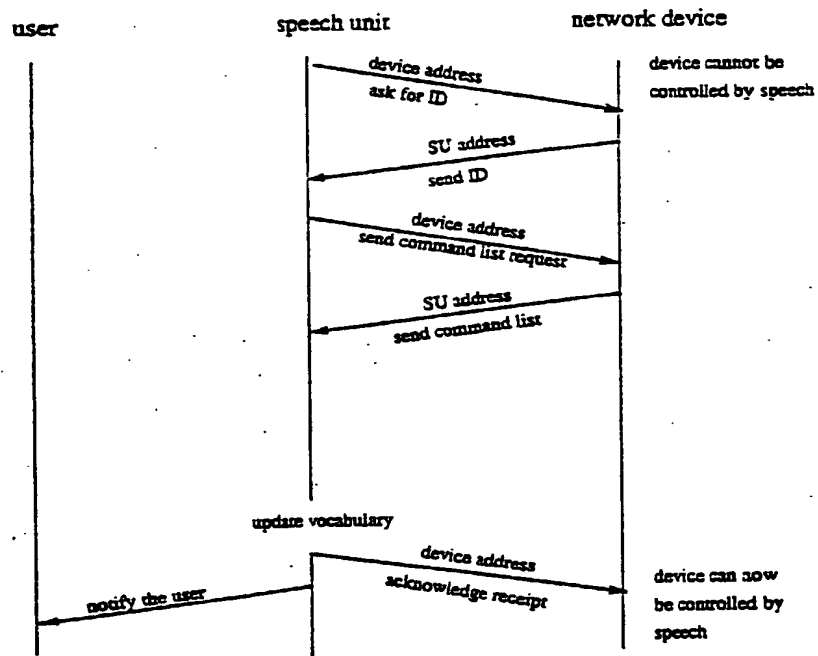 user
speech unit
network device
device address
ask for ID
device cannot be
controlled by speech
SU address
send ID
device address
send command list request
SU address
send command list
update vocabulary
device address
acknowledge receipt
notify the user
device can now
be controlled by
speech